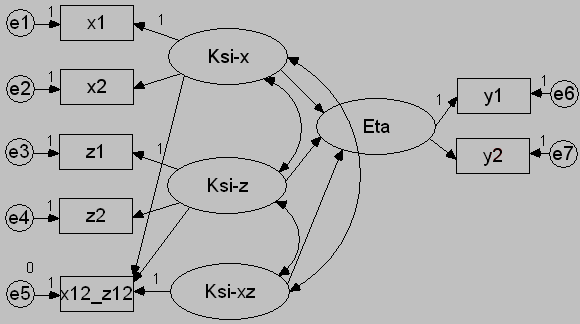 e1 1 x1 1
e2 1 x2
e3 1 z1 1
e4 1 z2
0
e5 1 x12_z12 1
Ksi-x
Ksi-z
Ksi-xz
Eta
1 y1 1 e6
y2 1 e7